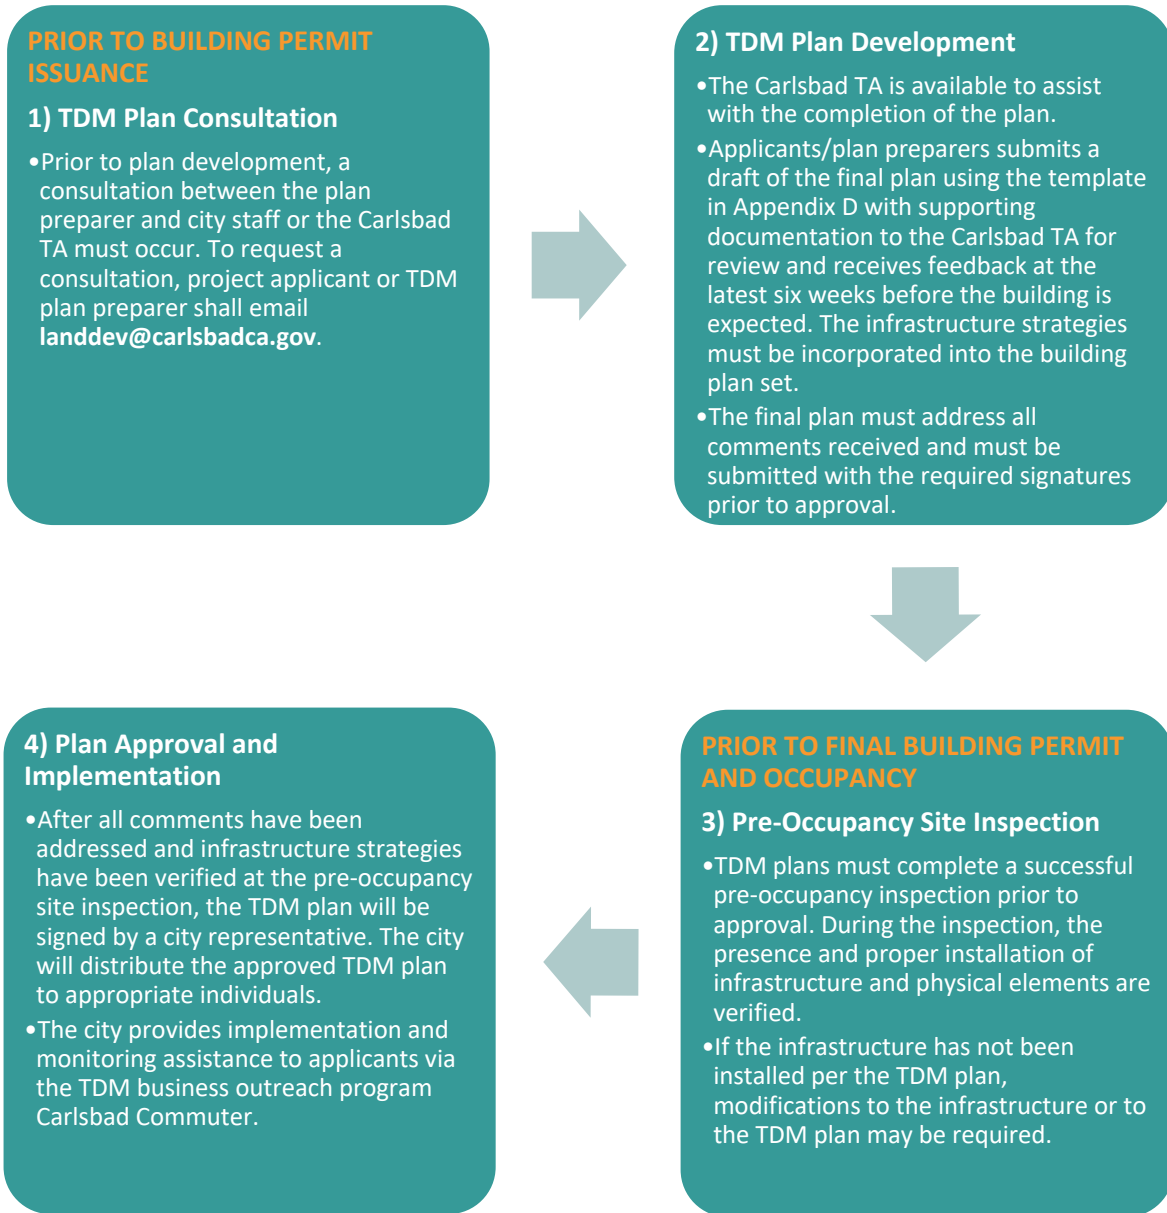 PRIOR TO BUILDING PERMIT
ISSUANCE
1) TDM Plan Consultation
•Prior to plan development, a
consultation between the plan
preparer and city staff or the Carlsbad
TA must occur. To request a
consultation, project applicant or TDM
plan preparer shall email
landdev@carlsbadca.gov.
2) TDM Plan Development
•The Carlsbad TA is available to assist
with the completion of the plan.
•Applicants/plan preparers submits a
draft of the final plan using the template
in Appendix D with supporting
documentation to the Carlsbad TA for
review and receives feedback at the
latest six weeks before the building is
expected. The infrastructure strategies
must be incorporated into the building
plan set.
•The final plan must address all
comments received and must be
submitted with the required signatures
prior to approval.
PRIOR TO FINAL BUILDING PERMIT
AND OCCUPANCY
3) Pre-Occupancy Site Inspection
•TDM plans must complete a successful
pre-occupancy inspection prior to
approval. During the inspection, the
presence and proper installation of
infrastructure and physical elements are
verified.
•If the infrastructure has not been
installed per the TDM plan,
modifications to the infrastructure or to
the TDM plan may be required.
4) Plan Approval and
Implementation
•After all comments have been
addressed and infrastructure strategies
have been verified at the pre-occupancy
site inspection, the TDM plan will be
signed by a city representative. The city
will distribute the approved TDM plan
to appropriate individuals.
•The city provides implementation and
monitoring assistance to applicants via
the TDM business outreach program
Carlsbad Commuter.